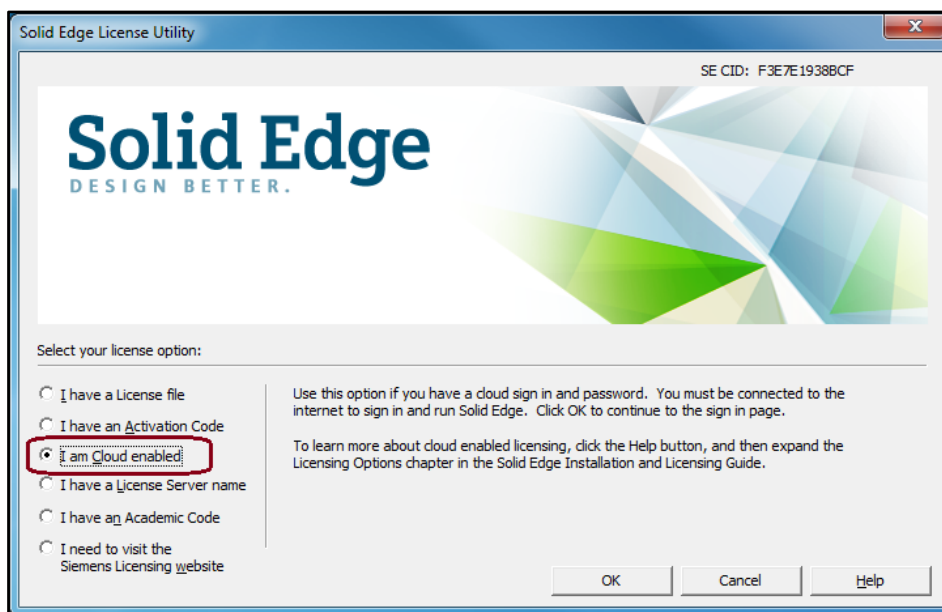 Solid Edge License Utility
SE CID: F3E7E1938BCF
Solid Edge
DESIGN BETTER.
Select your license option:
I have a License file
I have an Activation Code
I am Cloud enabled
I have a License Server name
I have an Academic Code
I need to visit the
Siemens Licensing website
Use this option if you have a cloud sign in and password. You must be connected to the
internet to sign in and run Solid Edge. Click OK to continue to the sign in page.
To learn more about cloud enabled licensing, click the Help button, and then expand the
Licensing Options chapter in the Solid Edge Installation and Licensing Guide.
OK
Cancel
Help